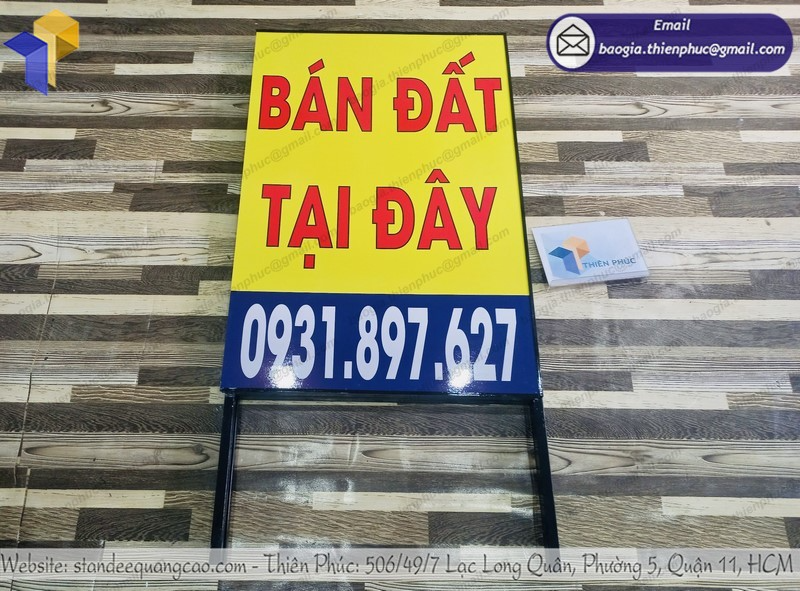 Email
baogia.thienphuc@gmail.com
BÁN ĐẤT
TẠI ĐÂY
THIÊN PHÚC
0931.897.627
Website: standeequangcao.com - Thiên Phúc: 506/49/7 Lạc Long Quân, Phường 5, Quận 11, HCM